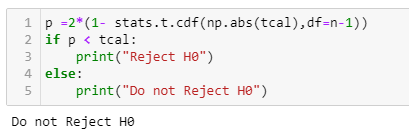 1 p =2*(1- stats.t.cdf(np.abs(tcal),df=n-1))
2 if p < tcal:
3     print("Reject H0")
4 else:
5     print("Do not Reject H0")
Do not Reject H0